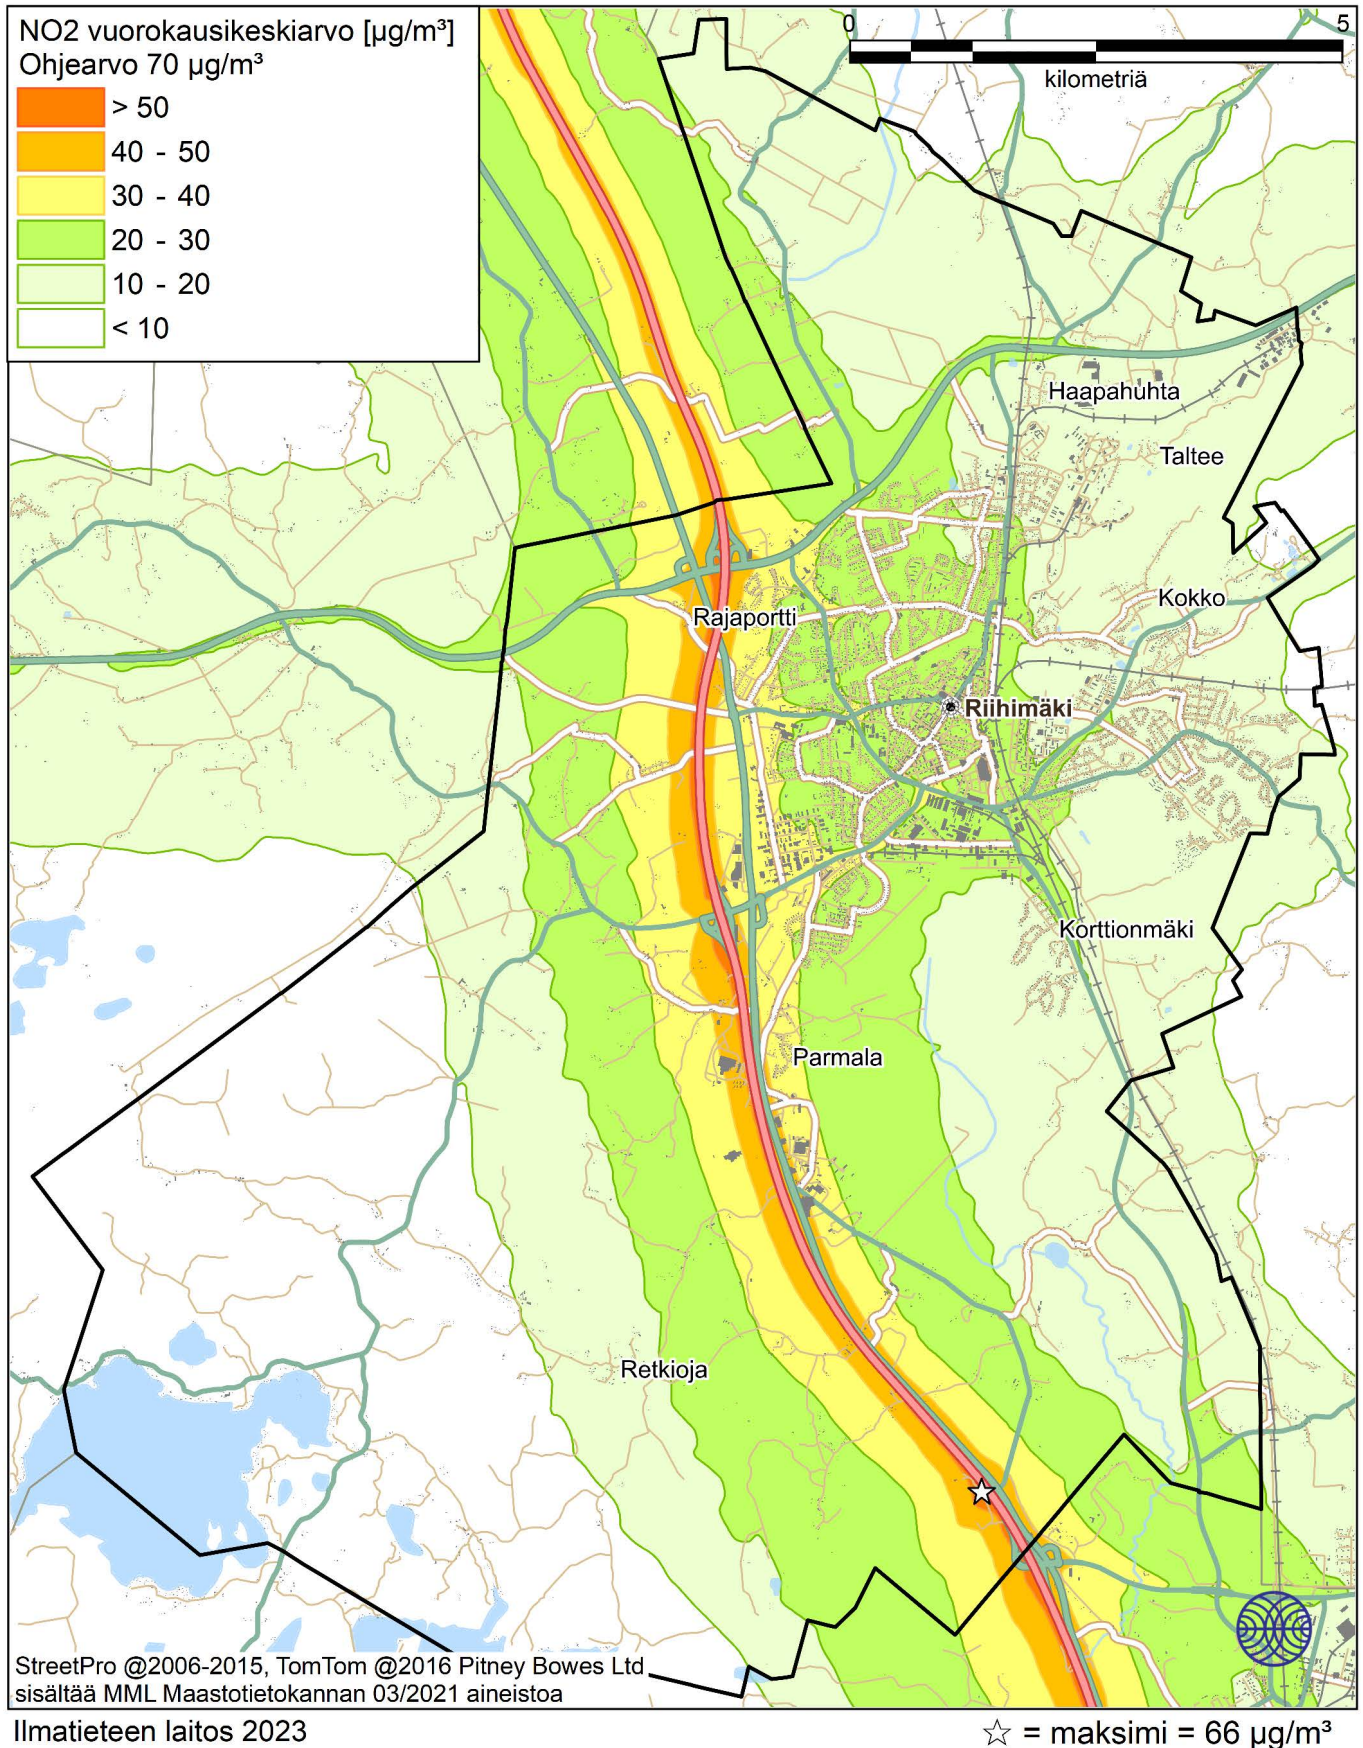 NO2 vuorokausikeskiarvo [µg/m³]
Ohjearvo 70 µg/m³
> 50
40 - 50
30 - 40
20 - 30
10 - 20
< 10
0 5
kilometriä
Haapahuhta
Taltee
Kokko
Rajaportti
Riihimäki
Korttionmäki
Parmala
Retkioja
StreetPro @2006-2015, TomTom @2016 Pitney Bowes Ltd
sisältää MML Maastotietokannan 03/2021 aineistoa
Ilmatieteen laitos 2023
☆ = maksimi = 66 µg/m³